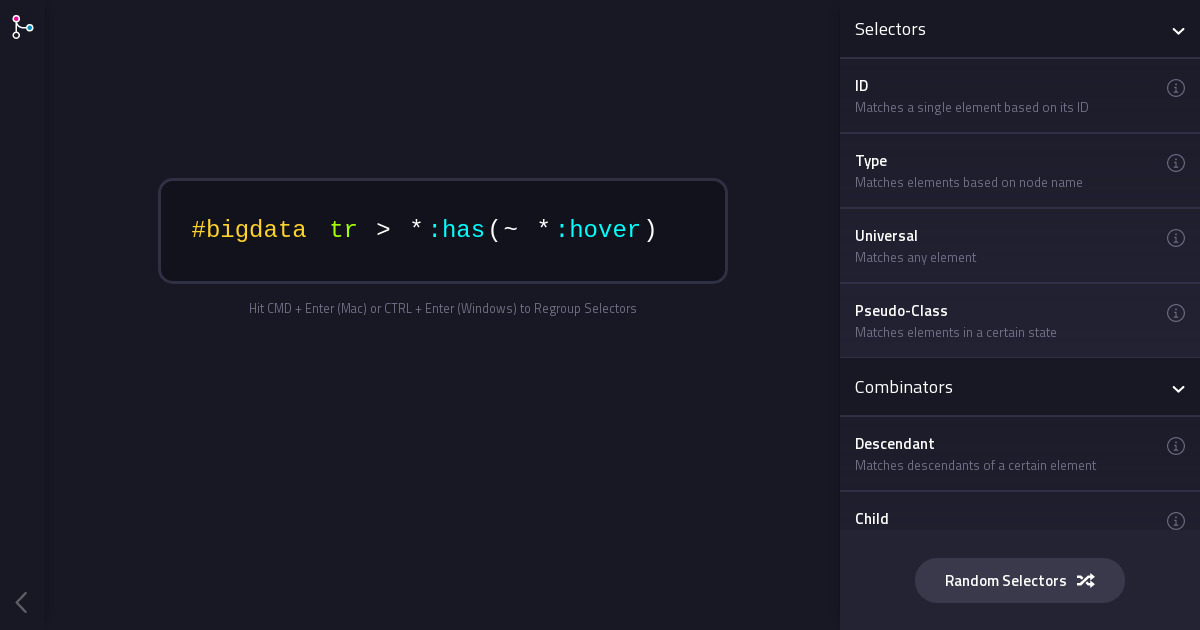 #bigdata tr > *:has(~ *:hover)
Hit CMD + Enter (Mac) or CTRL + Enter (Windows) to Regroup Selectors
Selectors
ID
Matches a single element based on its ID
Type
Matches elements based on node name
Universal
Matches any element
Pseudo-Class
Matches elements in a certain state
Combinators
Descendant
Matches descendants of a certain element
Child
Random Selectors